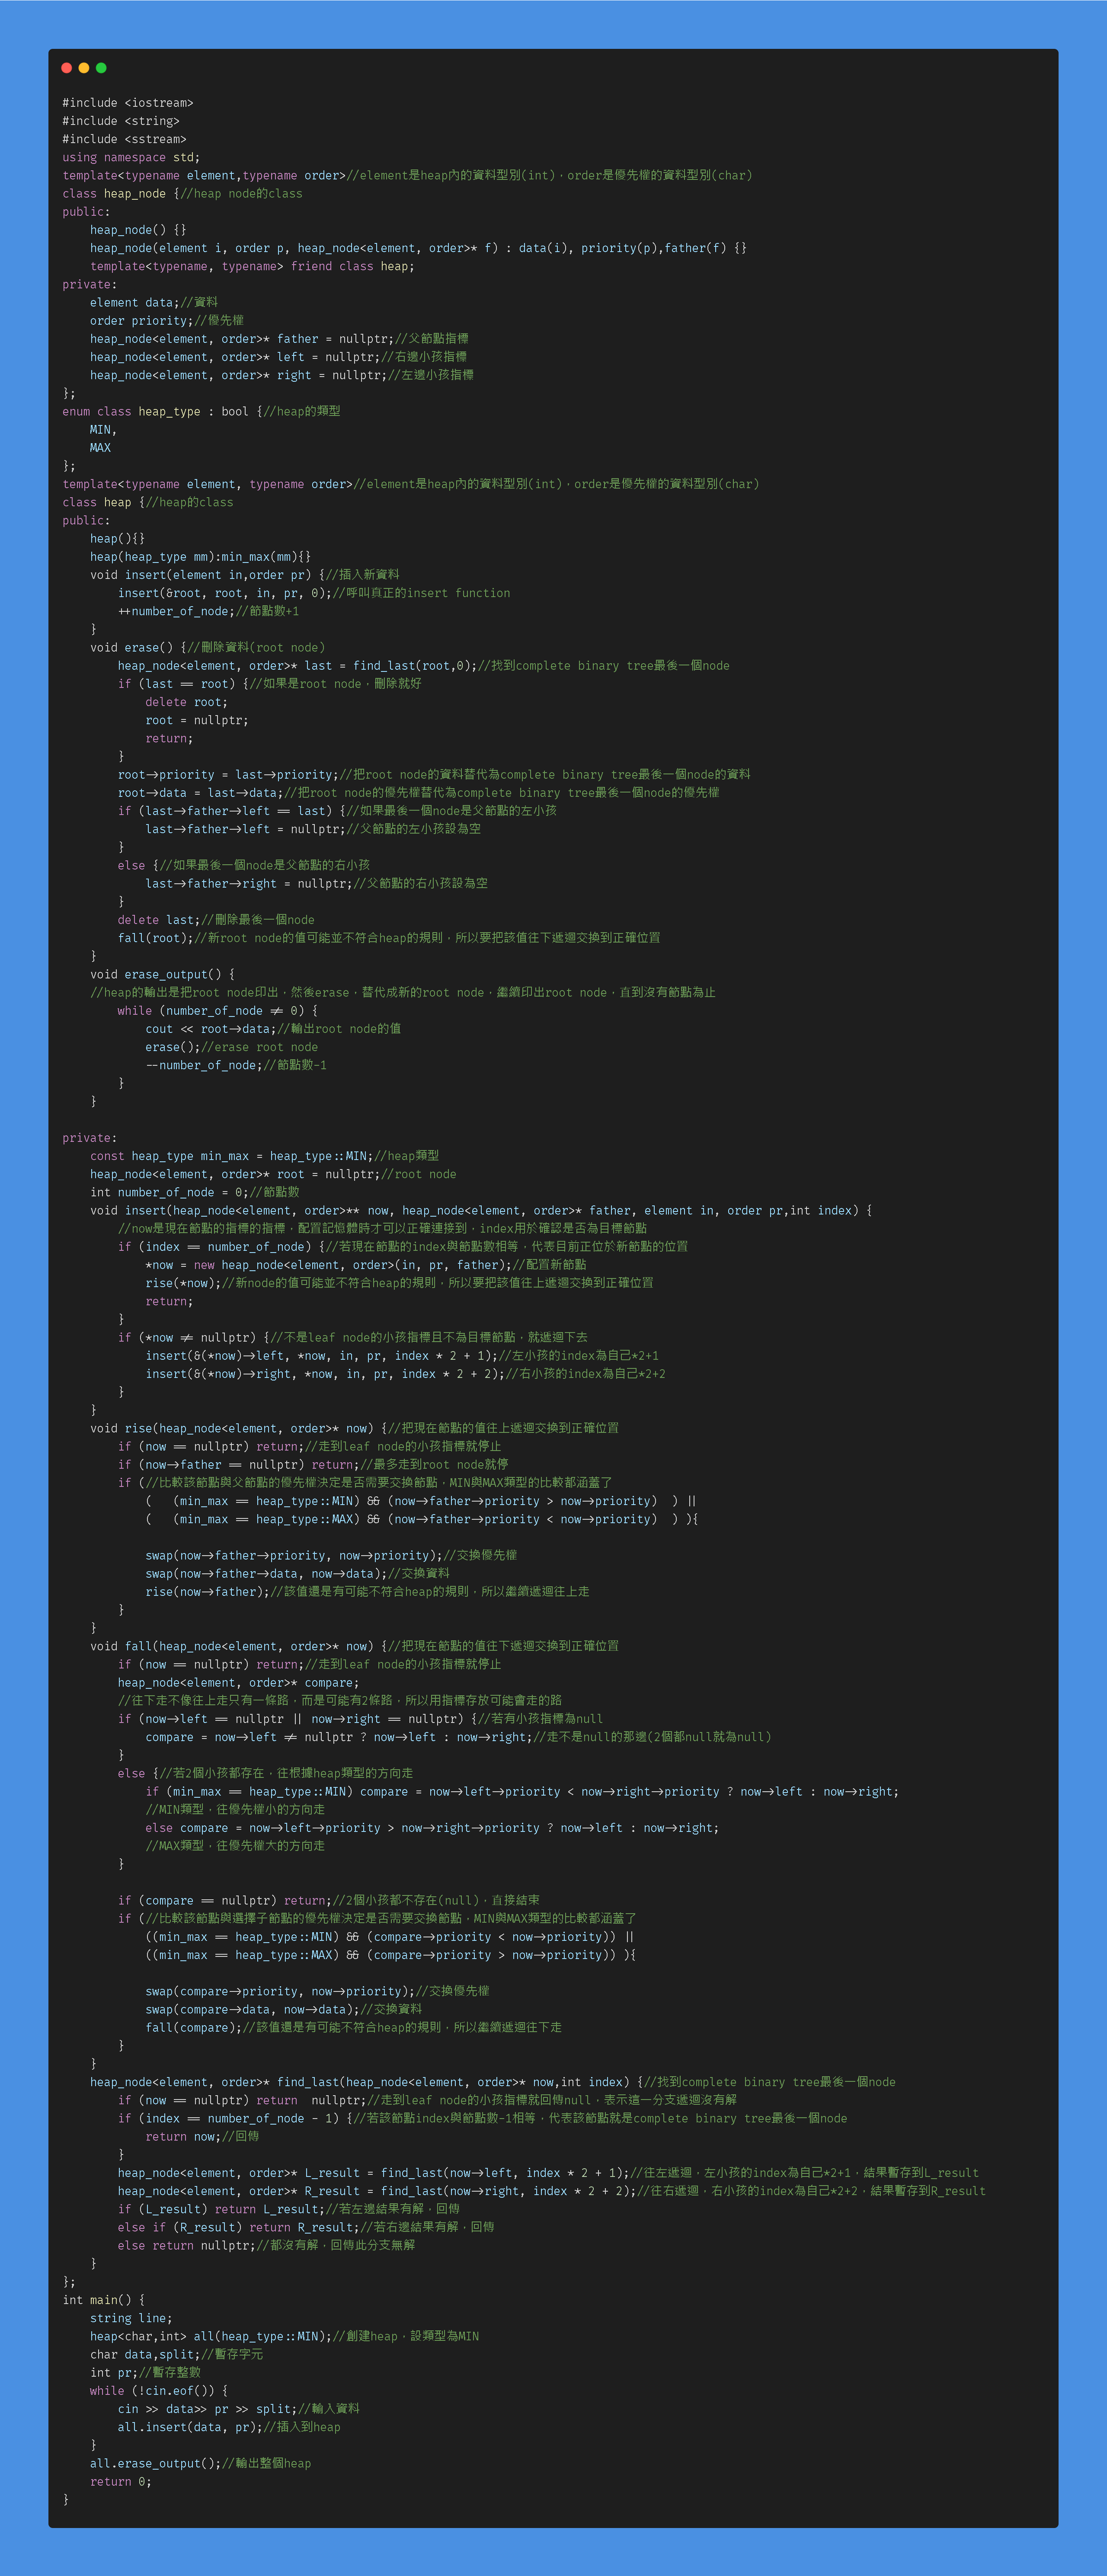 #include <iostream>
#include <string>
#include <sstream>
using namespace std;
template<typename element,typename order>//element是heap內的資料型別(int)，order是優先權的資料型別(char)
class heap_node {//heap node的class
public:
    heap_node() {}
    heap_node(element i, order p, heap_node<element, order>* f) : data(i), priority(p),father(f) {}
    template<typename, typename> friend class heap;
private:
    element data;//資料
    order priority;//優先權
    heap_node<element, order>* father = nullptr;//父節點指標
    heap_node<element, order>* left = nullptr;//右邊小孩指標
    heap_node<element, order>* right = nullptr;//左邊小孩指標
};
enum class heap_type : bool {//heap的類型
    MIN,
    MAX
};
template<typename element, typename order>//element是heap內的資料型別(int)，order是優先權的資料型別(char)
class heap {//heap的class
public:
    heap(){}
    heap(heap_type mm):min_max(mm){}
    void insert(element in,order pr) {//插入新資料
        insert(&root, root, in, pr, 0);//呼叫真正的insert function
        ++number_of_node;//節點數+1
    }
    void erase() {//刪除資料(root node)
        heap_node<element, order>* last = find_last(root,0);//找到complete binary tree最後一個node
        if (last == root) {//如果是root node，刪除就好
            delete root;
            root = nullptr;
            return;
        }
        root->priority = last->priority;//把root node的資料替代為complete binary tree最後一個node的資料
        root->data = last->data;//把root node的優先權替代為complete binary tree最後一個node的優先權
        if (last->father->left == last) {//如果最後一個node是父節點的左小孩
            last->father->left = nullptr;//父節點的左小孩設為空
        }
        else {//如果最後一個node是父節點的右小孩
            last->father->right = nullptr;//父節點的右小孩設為空
        }
        delete last;//刪除最後一個node
        fall(root);//新root node的值可能並不符合heap的規則，所以要把該值往下遞迴交換到正確位置
    }
    void erase_output() {
    //heap的輸出是把root node印出，然後erase，替代成新的root node，繼續印出root node，直到沒有節點為止
        while (number_of_node != 0) {
            cout << root->data;//輸出root node的值
            erase();//erase root node
            --number_of_node;//節點數-1
        }
    }
private:
    const heap_type min_max = heap_type::MIN;//heap類型
    heap_node<element, order>* root = nullptr;//root node
    int number_of_node = 0;//節點數
    void insert(heap_node<element, order>** now, heap_node<element, order>* father, element in, order pr,int index) {
        //now是現在節點的指標的指標，配置記憶體時才可以正確連接到，index用於確認是否為目標節點
        if (index == number_of_node) {//若現在節點的index與節點數相等，代表目前正位於新節點的位置
            *now = new heap_node<element, order>(in, pr, father);//配置新節點
            rise(*now);//新node的值可能並不符合heap的規則，所以要把該值往上遞迴交換到正確位置
            return;
        }
        if (*now != nullptr) {//不是leaf node的小孩指標且不為目標節點，就遞迴下去
            insert(&(*now)->left, *now, in, pr, index * 2 + 1);//左小孩的index為自己*2+1
            insert(&(*now)->right, *now, in, pr, index * 2 + 2);//右小孩的index為自己*2+2
        }
    }
    void rise(heap_node<element, order>* now) {//把現在節點的值往上遞迴交換到正確位置
        if (now == nullptr) return;//走到leaf node的小孩指標就停止
        if (now->father == nullptr) return;//最多走到root node就停
        if (//比較該節點與父節點的優先權決定是否需要交換節點，MIN與MAX類型的比較都涵蓋了
            (   (min_max == heap_type::MIN) && (now->father->priority > now->priority)  ) ||
            (   (min_max == heap_type::MAX) && (now->father->priority < now->priority)  ) ){
            swap(now->father->priority, now->priority);//交換優先權
            swap(now->father->data, now->data);//交換資料
            rise(now->father);//該值還是有可能不符合heap的規則，所以繼續遞迴往上走
        }
    }
    void fall(heap_node<element, order>* now) {//把現在節點的值往下遞迴交換到正確位置
        if (now == nullptr) return;//走到leaf node的小孩指標就停止
        heap_node<element, order>* compare;
        //往下走不像往上走只有一條路，而是可能有2條路，所以用指標存放可能會走的路
        if (now->left == nullptr || now->right == nullptr) {//若有小孩指標為null
            compare = now->left != nullptr ? now->left : now->right;//走不是null的那邊(2個都null就為null)
        }
        else {//若2個小孩都存在，往根據heap類型的方向走
            if (min_max == heap_type::MIN) compare = now->left->priority < now->right->priority ? now->left : now->right;
            //MIN類型，往優先權小的方向走
            else compare = now->left->priority > now->right->priority ? now->left : now->right;
            //MAX類型，往優先權大的方向走
        }
        if (compare == nullptr) return;//2個小孩都不存在(null)，直接結束
        if (//比較該節點與選擇子節點的優先權決定是否需要交換節點，MIN與MAX類型的比較都涵蓋了
            ((min_max == heap_type::MIN) && (compare->priority < now->priority)) ||
            ((min_max == heap_type::MAX) && (compare->priority > now->priority)) ){
            swap(compare->priority, now->priority);//交換優先權
            swap(compare->data, now->data);//交換資料
            fall(compare);//該值還是有可能不符合heap的規則，所以繼續遞迴往下走
        }
    }
    heap_node<element, order>* find_last(heap_node<element, order>* now,int index) {//找到complete binary tree最後一個node
        if (now == nullptr) return  nullptr;//走到leaf node的小孩指標就回傳null，表示這一分支遞迴沒有解
        if (index == number_of_node - 1) {//若該節點index與節點數-1相等，代表該節點就是complete binary tree最後一個node
            return now;//回傳
        }
        heap_node<element, order>* L_result = find_last(now->left, index * 2 + 1);//往左遞迴，左小孩的index為自己*2+1，結果暫存到L_result
        heap_node<element, order>* R_result = find_last(now->right, index * 2 + 2);//往右遞迴，右小孩的index為自己*2+2，結果暫存到R_result
        if (L_result) return L_result;//若左邊結果有解，回傳
        else if (R_result) return R_result;//若右邊結果有解，回傳
        else return nullptr;//都沒有解，回傳此分支無解
    }
};
int main() {
    string line;
    heap<char,int> all(heap_type::MIN);//創建heap，設類型為MIN
    char data,split;//暫存字元
    int pr;//暫存整數
    while (!cin.eof()) {
        cin >> data>> pr >> split;//輸入資料
        all.insert(data, pr);//插入到heap
    }
    all.erase_output();//輸出整個heap
    return 0;
}